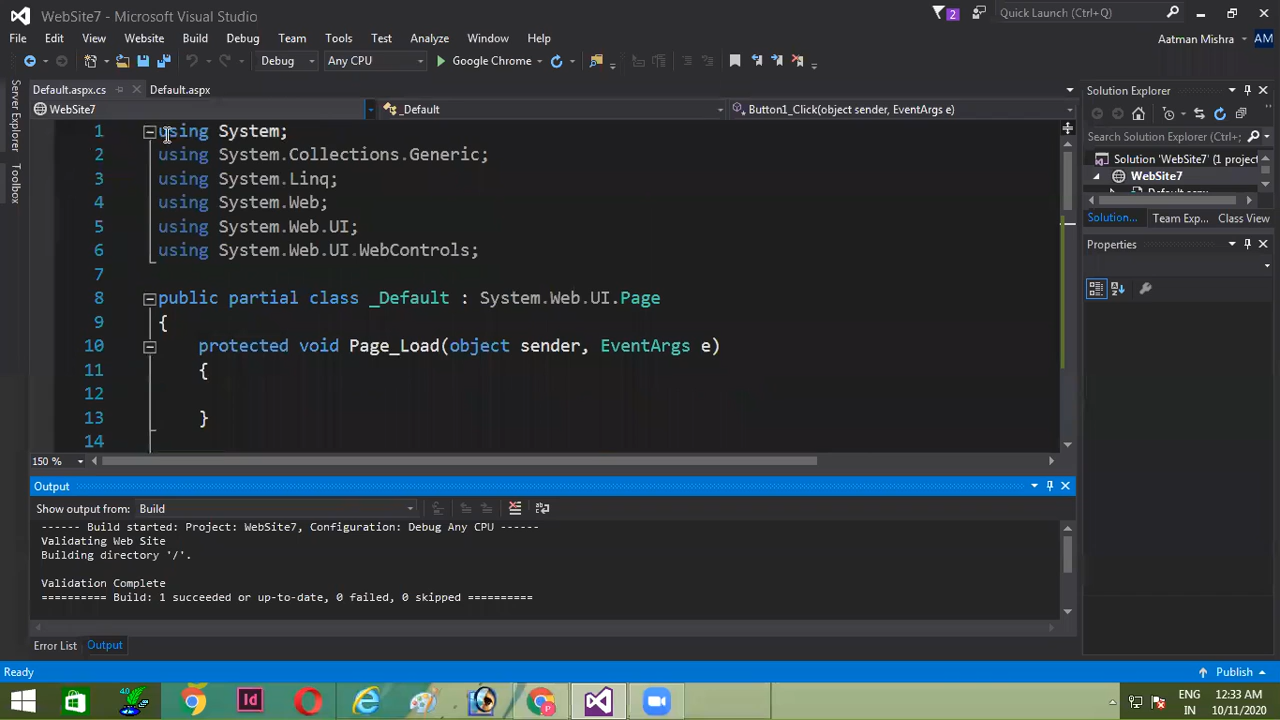 WebSite7 - Microsoft Visual Studio
2
Quick Launch (Ctrl+Q)
File Edit View Website Build Debug Team Tools Test Analyze Window Help
Aatman Mishra AM
Debug Any CPU Google Chrome
Default.aspx.cs Default.aspx
WebSite7 _Default Button1_Click(object sender, EventArgs e)
Server Explorer
Toolbox
1 using System;
2 using System.Collections.Generic;
3 using System.Linq;
4 using System.Web;
5 using System.Web.UI;
6 using System.Web.UI.WebControls;
7
8 public partial class _Default : System.Web.UI.Page
9 {
10 protected void Page_Load(object sender, EventArgs e)
11 {
12
13 }
14
150 %
Solution Explorer
Search Solution Explorer (Ctrl+;
Solution 'WebSite7' (1 project
WebSite7
Default.aspx
Solution... Team Exp... Class View
Properties
Output
Show output from: Build
------ Build started: Project: WebSite7, Configuration: Debug Any CPU ------
Validating Web Site
Building directory '/'.
Validation Complete
========== Build: 1 succeeded or up-to-date, 0 failed, 0 skipped ==========
Error List Output
Ready
Publish
Id
ENG
IN
12:33 AM
10/11/2020